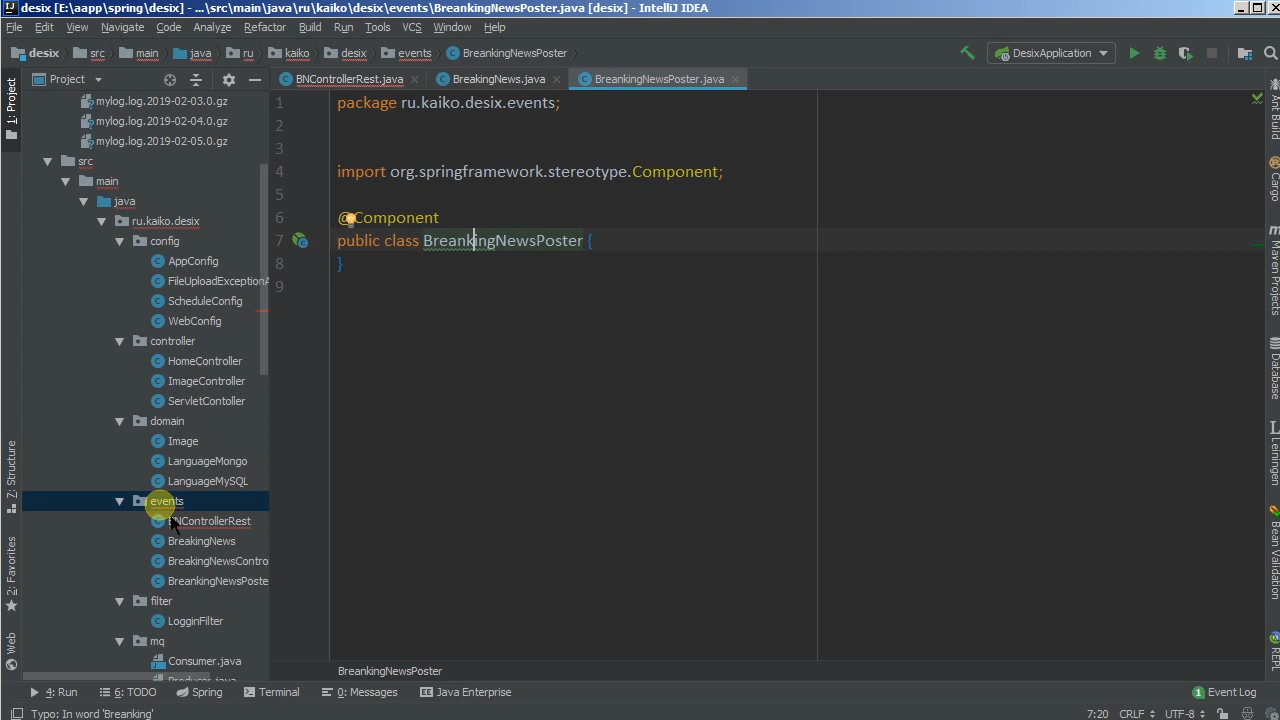 desix [E:\aapp\spring\desix] - ...\src\main\java\ru\kaiko\desix\events\BreankingNewsPoster.java [desix] - IntelliJ IDEA
File Edit View Navigate Code Analyze Refactor Build Run Tools VCS Window Help
desix src main java ru kaiko desix events BreankingNewsPoster DesixApplication
Project BNControllerRest.java BreakingNews.java BreankingNewsPoster.java
mylog.log.2019-02-03.0.gz
mylog.log.2019-02-04.0.gz
mylog.log.2019-02-05.0.gz
src
main
java
ru.kaiko.desix
config
AppConfig
FileUploadExceptionA
ScheduleConfig
WebConfig
controller
HomeController
ImageController
ServletContoller
domain
Image
LanguageMongo
LanguageMySQL
events
BNControllerRest
BreakingNews
BreakingNewsContro
BreankingNewsPoste
filter
LogginFilter
mq
Consumer.java
Producer.java
1 package ru.kaiko.desix.events;
2
3
4 import org.springframework.stereotype.Component;
5
6 @Component
7 public class BreankingNewsPoster {
8 }
9
BreankingNewsPoster
1: Project
Z: Structure
2: Favorites
Web
Ant Build
Cargo
Maven Projects
Database
Leiningen
Bean Validation
REPL
4: Run 6: TODO Spring Terminal 0: Messages Java Enterprise 1 Event Log
Typo: In word 'Breanking' 7:20 CRLF UTF-8